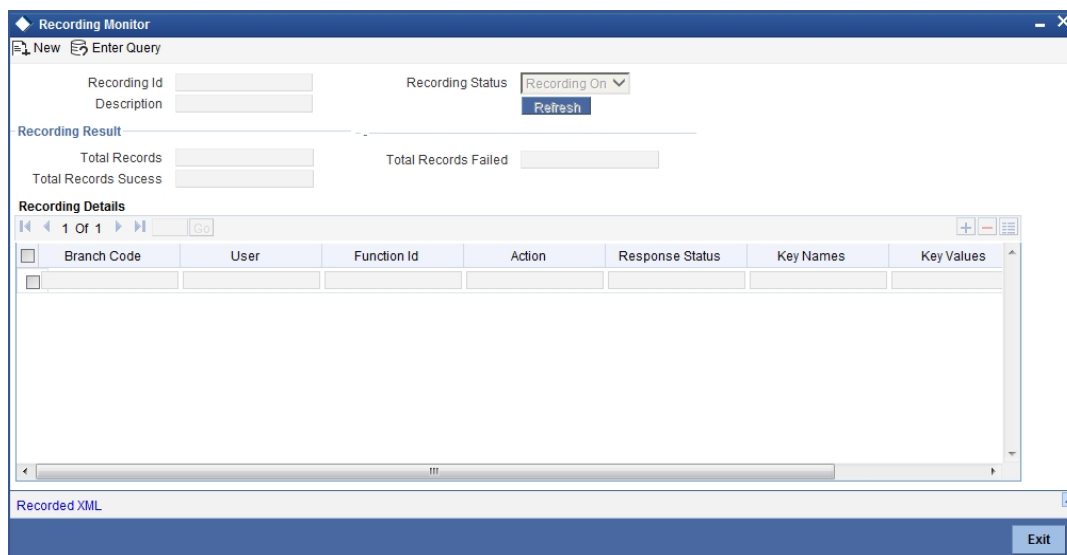 Recording Monitor
New Enter Query
Recording Id Recording Status Recording On
Description Refresh
Recording Result -
Total Records Total Records Failed
Total Records Sucess
Recording Details
1 Of 1 Go
Branch Code User Function Id Action Response Status Key Names Key Values
Recorded XML
Exit